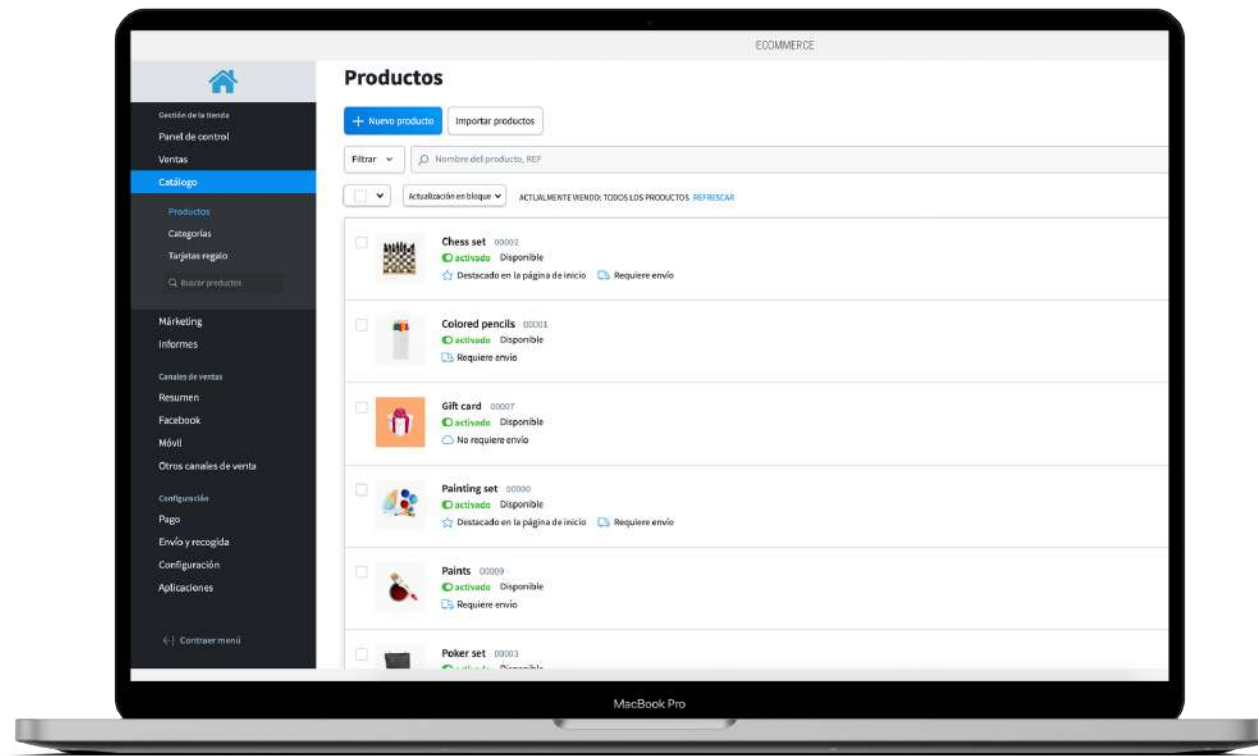 ECOMMERCE
Gestión de la tienda
Panel de control
Ventas
Catálogo
Productos
Categorías
Tarjetas regalo
Buscar productos
Márketing
Informes
Canales de ventas
Resumen
Facebook
Móvil
Otros canales de venta
Configuración
Pago
Envío y recogida
Configuración
Aplicaciones
Contraer menú
Productos
+ Nuevo producto Importar productos
Filtrar Nombre del producto, REF
Actualización en bloque ACTUALMENTE VIENDO: TODOS LOS PRODUCTOS REFRESCAR
Chess set 00002
activado Disponible
Destacado en la página de inicio Requiere envío
Colored pencils 00001
activado Disponible
Requiere envío
Gift card 00007
activado Disponible
No requiere envío
Painting set 00000
activado Disponible
Destacado en la página de inicio Requiere envío
Paints 00009
activado Disponible
Requiere envío
Poker set 00003
activado Disponible
MacBook Pro